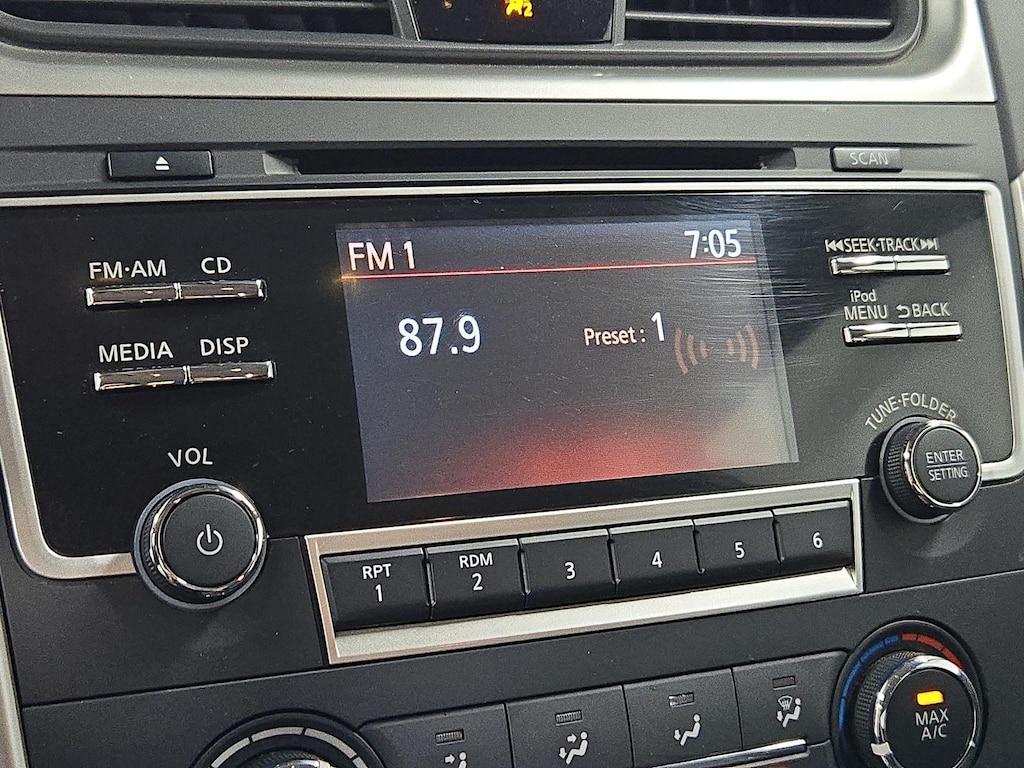 SCAN
FM·AM CD
FM 1 7:05
SEEK·TRACK
MEDIA DISP
87.9 Preset : 1
iPod
MENU BACK
VOL
TUNE·FOLDER
ENTER
SETTING
RPT
1
RDM
2
3
4
5
6
MAX
A/C